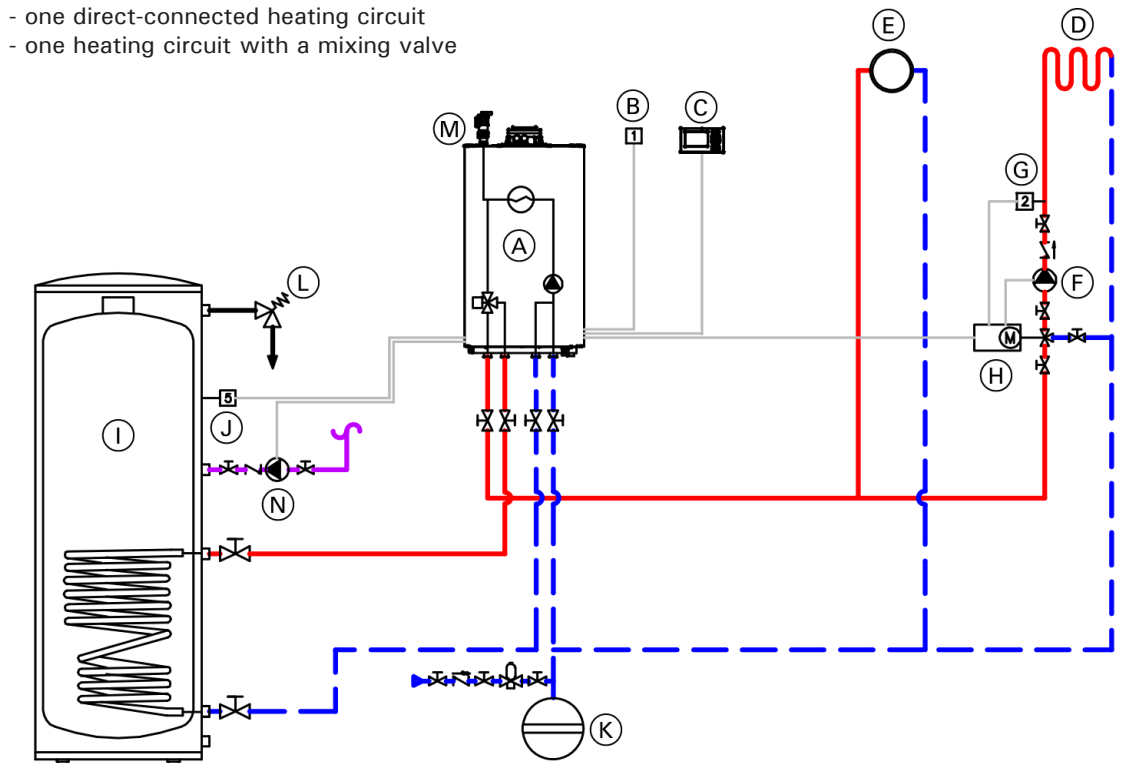 - one direct-connected heating circuit
- one heating circuit with a mixing valve
E
D
M
B
C
1
G
2
A
L
F
M
H
5
J
I
N
K